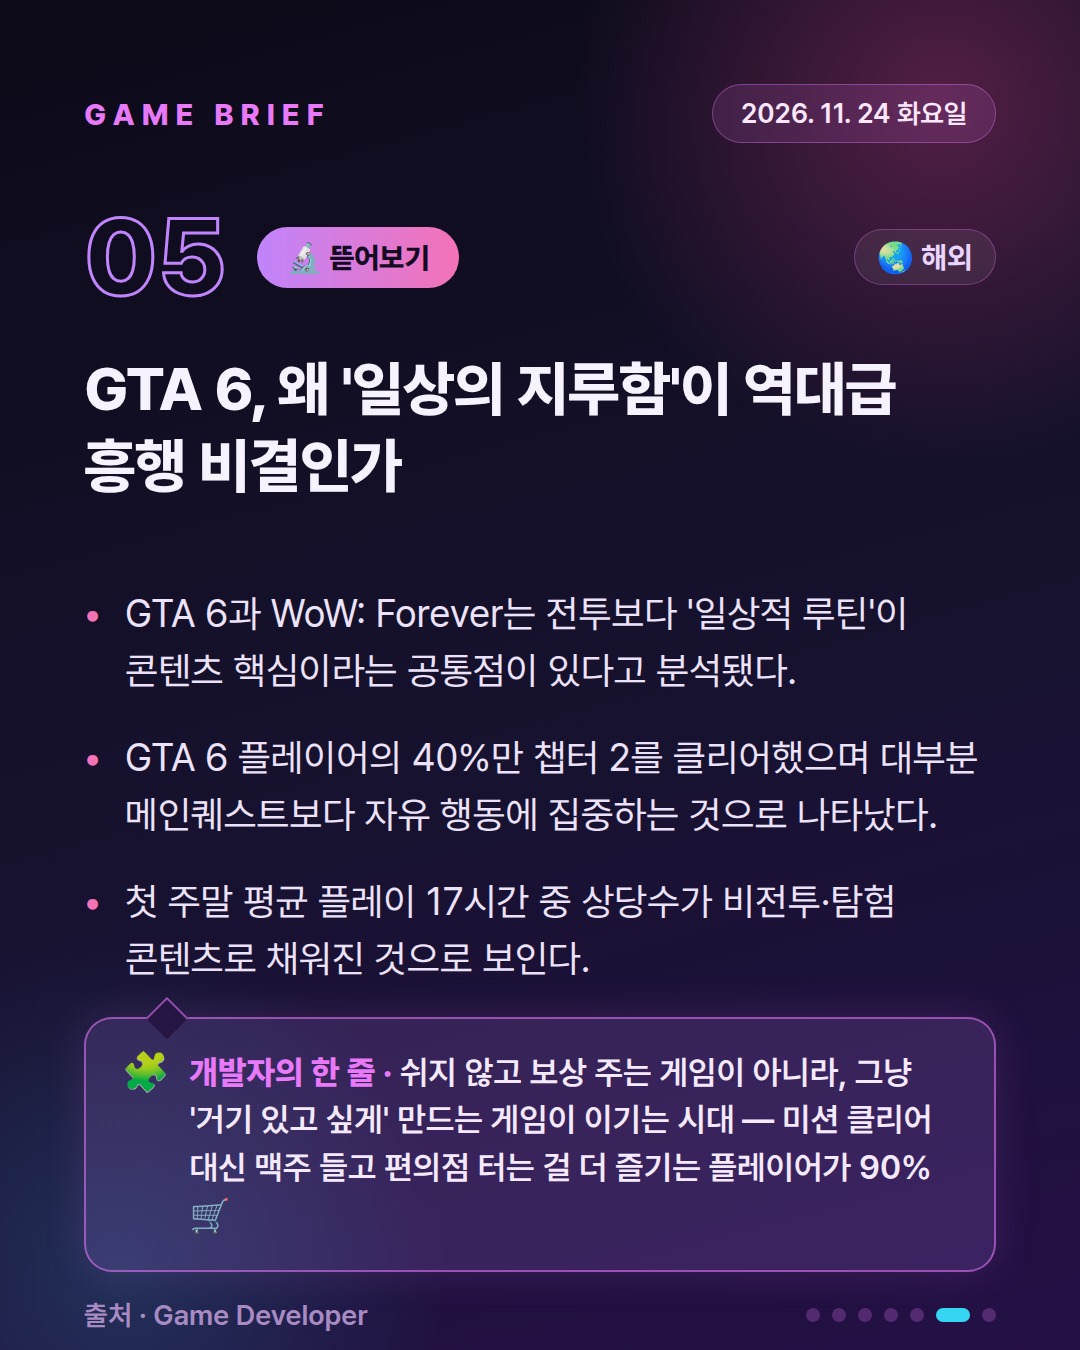 GAME BRIEF
2026. 11. 24 화요일
05
🔬 뜯어보기
🌏 해외
GTA 6, 왜 '일상의 지루함'이 역대급
흥행 비결인가
• GTA 6과 WoW: Forever는 전투보다 '일상적 루틴'이
콘텐츠 핵심이라는 공통점이 있다고 분석됐다.
• GTA 6 플레이어의 40%만 챕터 2를 클리어했으며 대부분
메인퀘스트보다 자유 행동에 집중하는 것으로 나타났다.
• 첫 주말 평균 플레이 17시간 중 상당수가 비전투·탐험
콘텐츠로 채워진 것으로 보인다.
🧩 개발자의 한 줄 · 쉬지 않고 보상 주는 게임이 아니라, 그냥
'거기 있고 싶게' 만드는 게임이 이기는 시대 — 미션 클리어
대신 맥주 들고 편의점 터는 걸 더 즐기는 플레이어가 90%
🛒
출처 · Game Developer